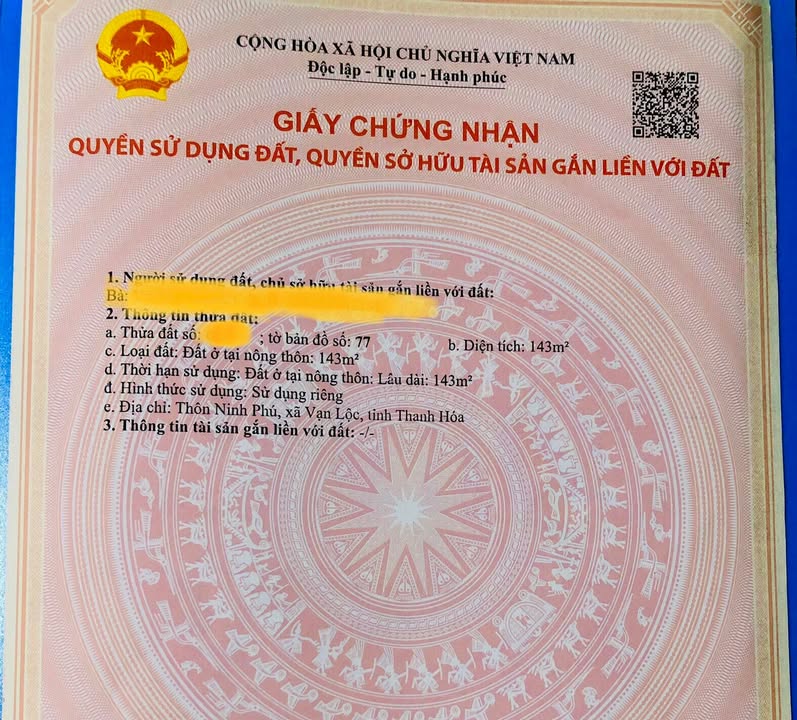 CỘNG HÒA XÃ HỘI CHỦ NGHĨA VIỆT NAM
Độc lập - Tự do - Hạnh phúc
GIẤY CHỨNG NHẬN
QUYỀN SỬ DỤNG ĐẤT, QUYỀN SỞ HỮU TÀI SẢN GẮN LIỀN VỚI ĐẤT
1. Người sử dụng đất, chủ sở hữu tài sản gắn liền với đất:
Bà:
2. Thông tin thửa đất:
a. Thửa đất số: ; tờ bản đồ số: 77 b. Diện tích: 143m²
c. Loại đất: Đất ở tại nông thôn: 143m²
d. Thời hạn sử dụng: Đất ở tại nông thôn: Lâu dài: 143m²
đ. Hình thức sử dụng: Sử dụng riêng
e. Địa chỉ: Thôn Ninh Phú, xã Vạn Lộc, tỉnh Thanh Hóa
3. Thông tin tài sản gắn liền với đất: -/-